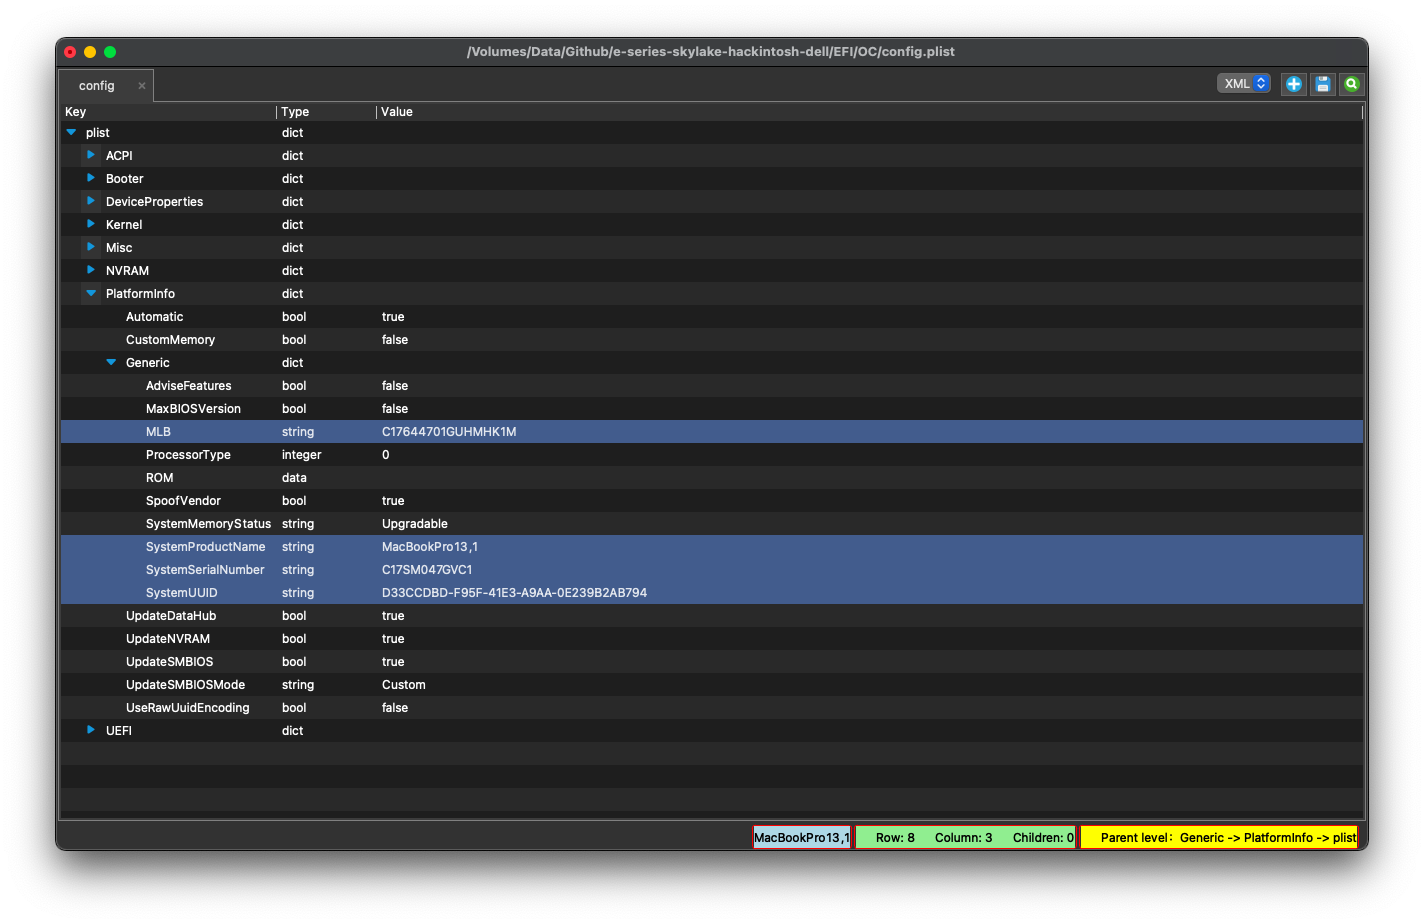 /Volumes/Data/Github/e-series-skylake-hackintosh-dell/EFI/OC/config.plist
config ×
XML
Key Type Value
plist dict
ACPI dict
Booter dict
DeviceProperties dict
Kernel dict
Misc dict
NVRAM dict
PlatformInfo dict
Automatic bool true
CustomMemory bool false
Generic dict
AdviseFeatures bool false
MaxBIOSVersion bool false
MLB string C17644701GUHMHK1M
ProcessorType integer 0
ROM data
SpoofVendor bool true
SystemMemoryStatus string Upgradable
SystemProductName string MacBookPro13,1
SystemSerialNumber string C17SM047GVC1
SystemUUID string D33CCDBD-F95F-41E3-A9AA-0E239B2AB794
UpdateDataHub bool true
UpdateNVRAM bool true
UpdateSMBIOS bool true
UpdateSMBIOSMode string Custom
UseRawUuidEncoding bool false
UEFI dict
MacBookPro13,1 Row: 8 Column: 3 Children: 0 Parent level: Generic -> PlatformInfo -> plist